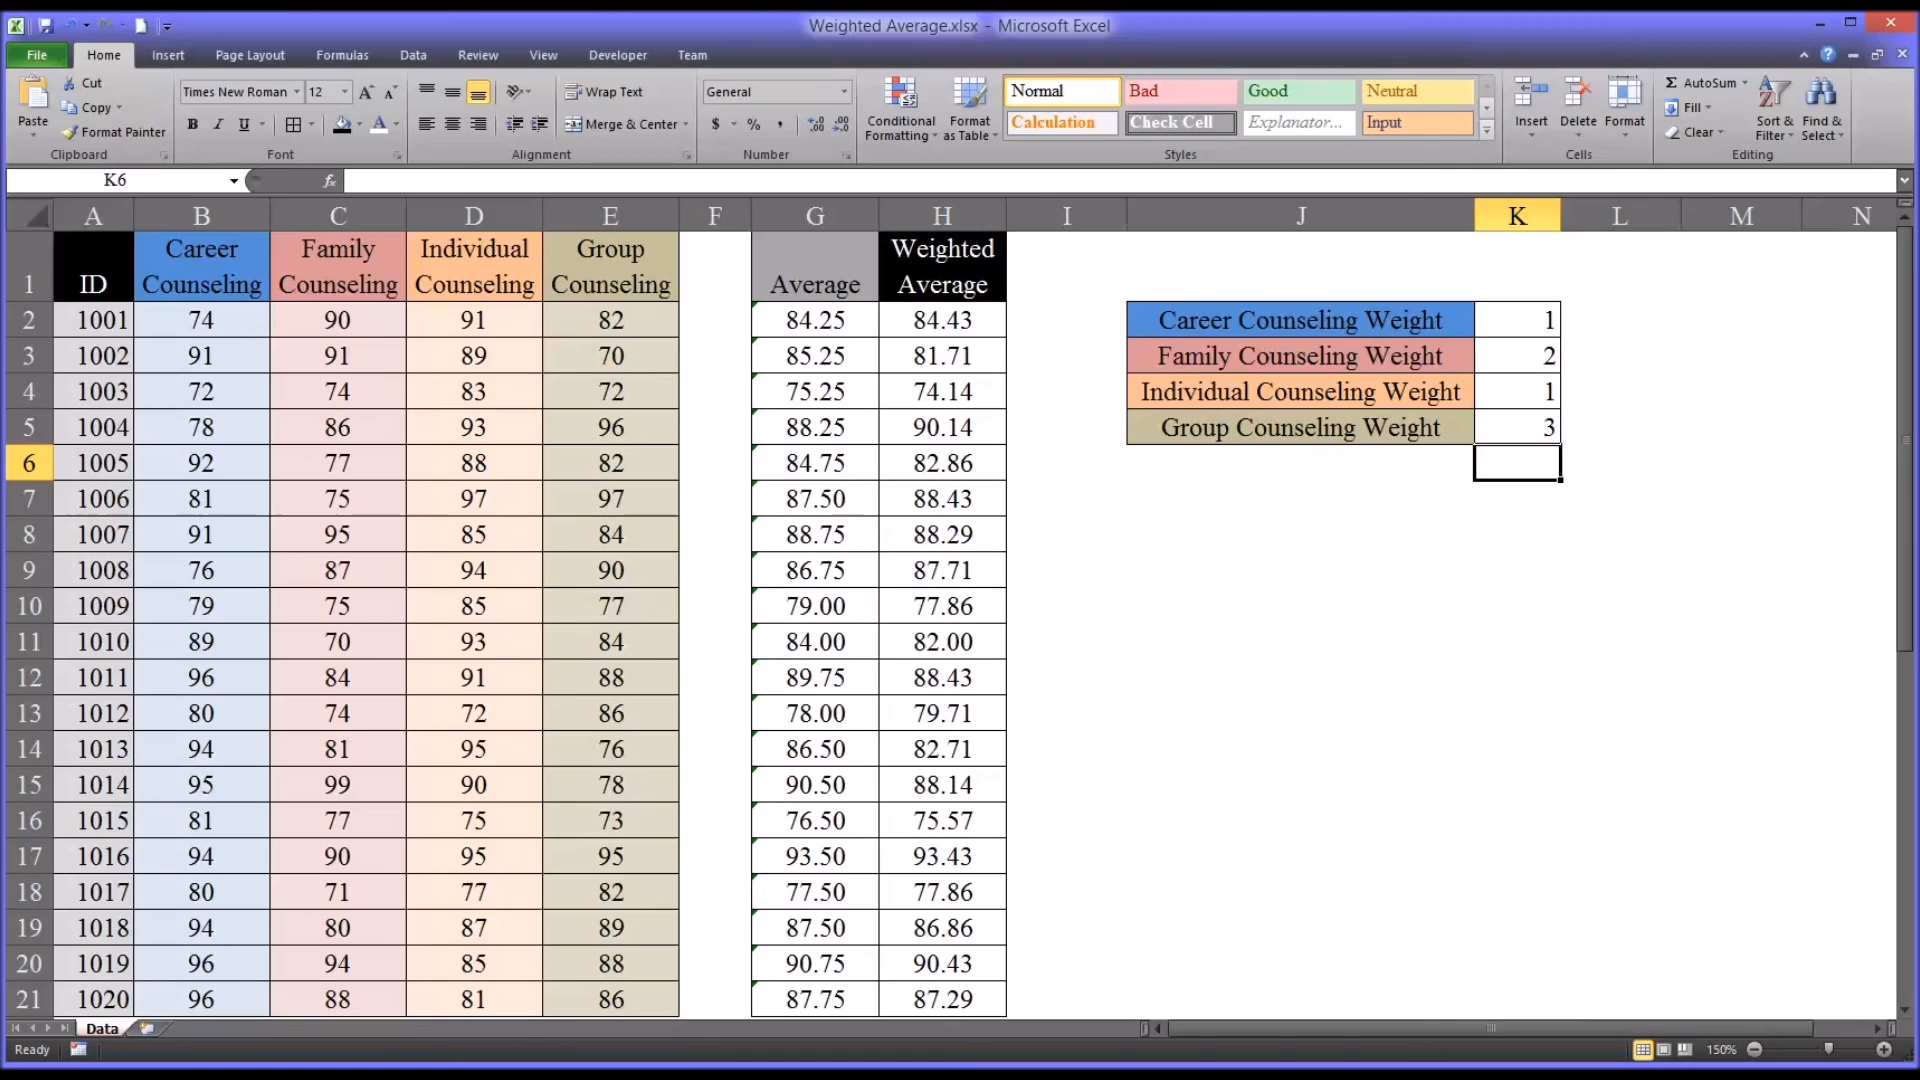 Weighted Average.xlsx - Microsoft Excel
File Home Insert Page Layout Formulas Data Review View Developer Team
Paste
Cut
Copy
Format Painter
Clipboard
Times New Roman 12
B I U
Font
Wrap Text
Merge & Center
Alignment
General
$ % ,
Number
Conditional Formatting
Format as Table
Normal Bad Good Neutral
Calculation Check Cell Explanator... Input
Styles
Insert Delete Format
Cells
Σ AutoSum
Fill
Clear
Sort & Filter
Find & Select
Editing
K6 fx
A B C D E F G H I J K L M N
1 ID Career Counseling Family Counseling Individual Counseling Group Counseling Average Weighted Average
2 1001 74 90 91 82 84.25 84.43 Career Counseling Weight 1
3 1002 91 91 89 70 85.25 81.71 Family Counseling Weight 2
4 1003 72 74 83 72 75.25 74.14 Individual Counseling Weight 1
5 1004 78 86 93 96 88.25 90.14 Group Counseling Weight 3
6 1005 92 77 88 82 84.75 82.86
7 1006 81 75 97 97 87.50 88.43
8 1007 91 95 85 84 88.75 88.29
9 1008 76 87 94 90 86.75 87.71
10 1009 79 75 85 77 79.00 77.86
11 1010 89 70 93 84 84.00 82.00
12 1011 96 84 91 88 89.75 88.43
13 1012 80 74 72 86 78.00 79.71
14 1013 94 81 95 76 86.50 82.71
15 1014 95 99 90 78 90.50 88.14
16 1015 81 77 75 73 76.50 75.57
17 1016 94 90 95 95 93.50 93.43
18 1017 80 71 77 82 77.50 77.86
19 1018 94 80 87 89 87.50 86.86
20 1019 96 94 85 88 90.75 90.43
21 1020 96 88 81 86 87.75 87.29
Data
Ready 150%